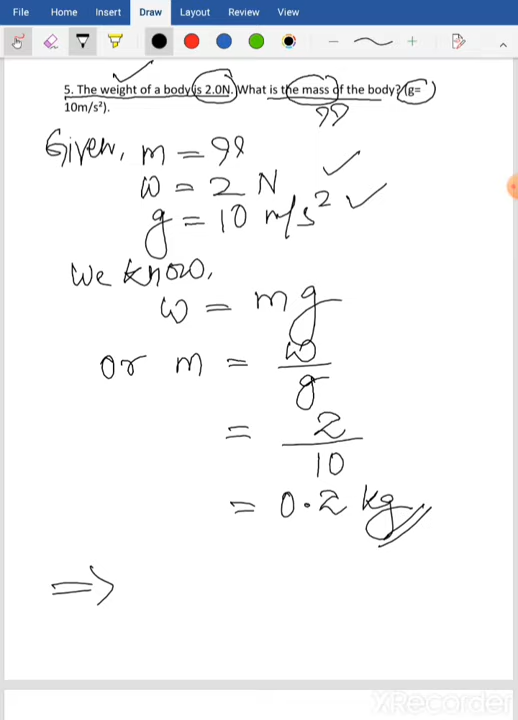 File Home Insert Draw Layout Review View
5. The weight of a body is 2.0N. What is the mass of the body? (g=
10m/s²).
??
Given, m = ?
w = 2 N
g = 10 m/s²
We know,
w = mg
or m = w/g
= 2/10
= 0.2 kg
⇒
XRecorder